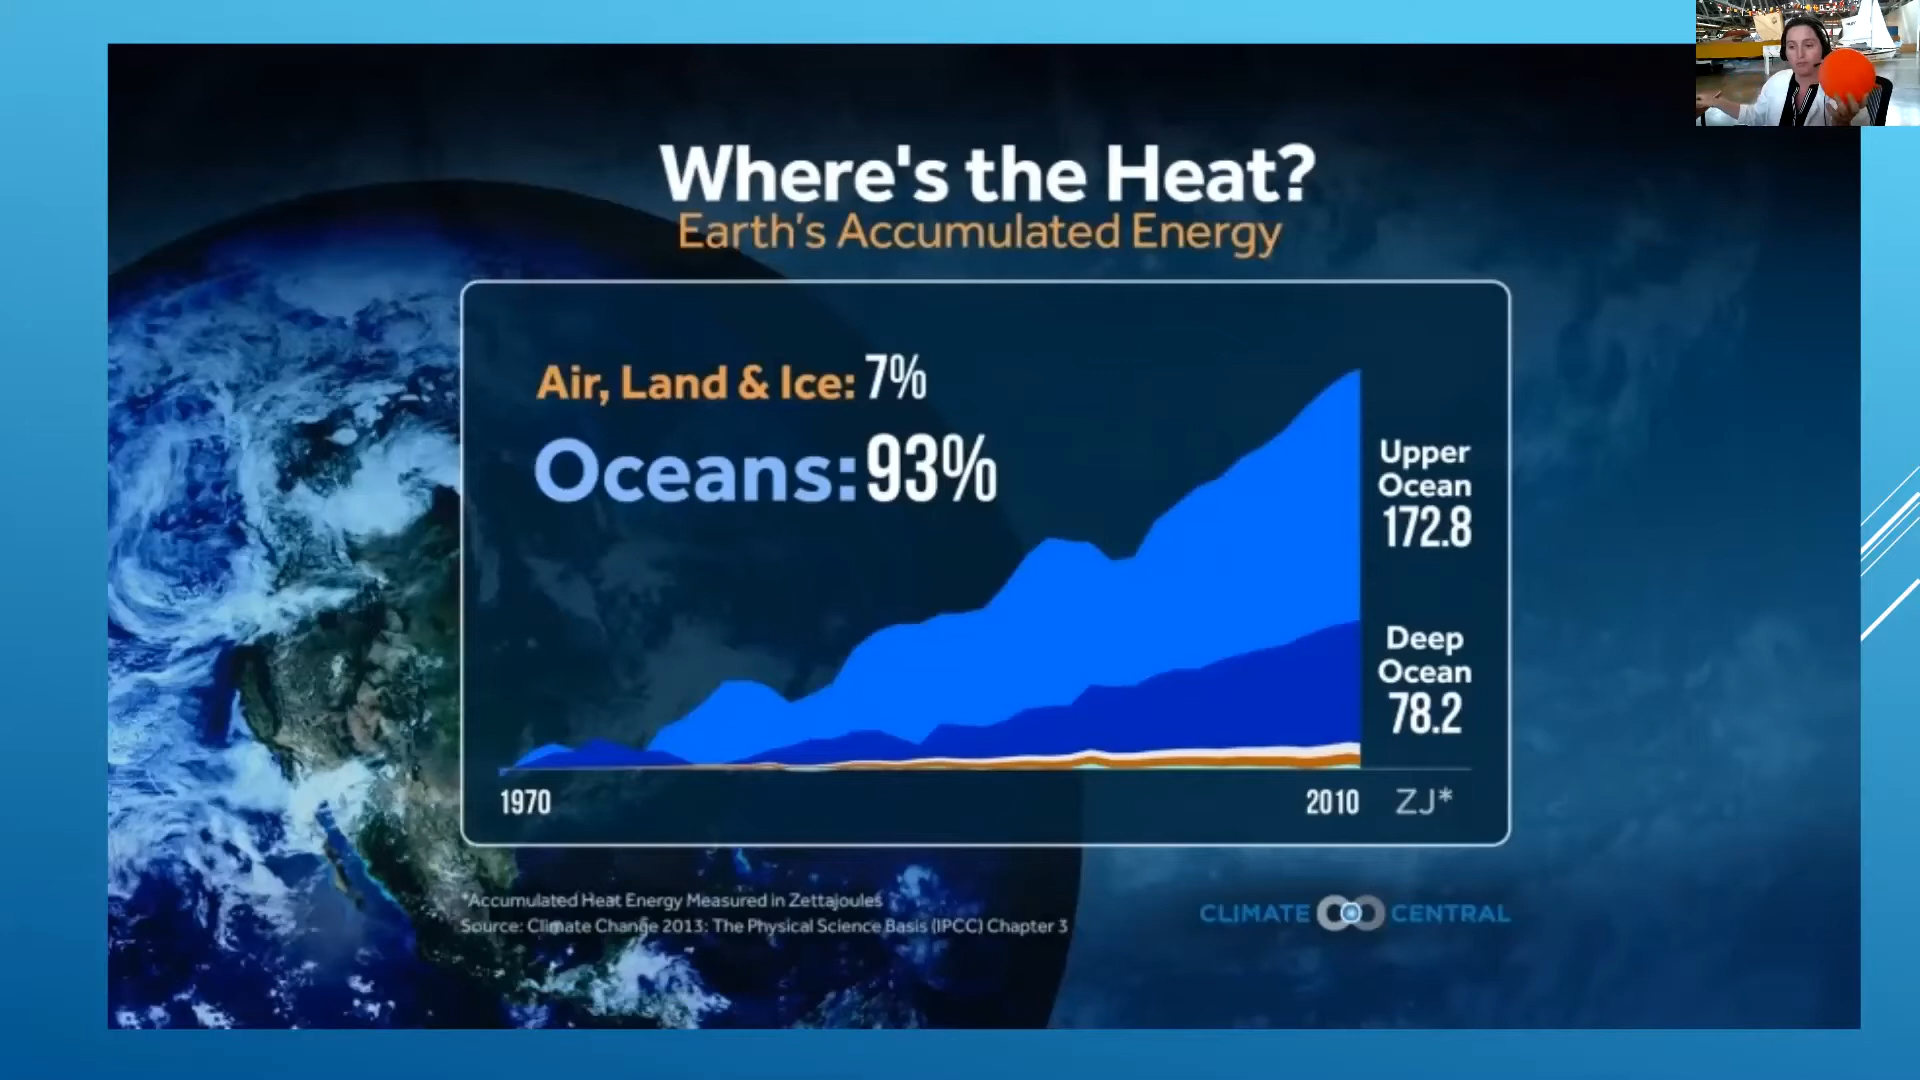 Where's the Heat?
Earth's Accumulated Energy
Air, Land & Ice: 7%
Oceans: 93%
Upper
Ocean
172.8
Deep
Ocean
78.2
1970
2010
ZJ*
*Accumulated Heat Energy Measured in Zettajoules
Source: Climate Change 2013: The Physical Science Basis (IPCC) Chapter 3
CLIMATE CENTRAL